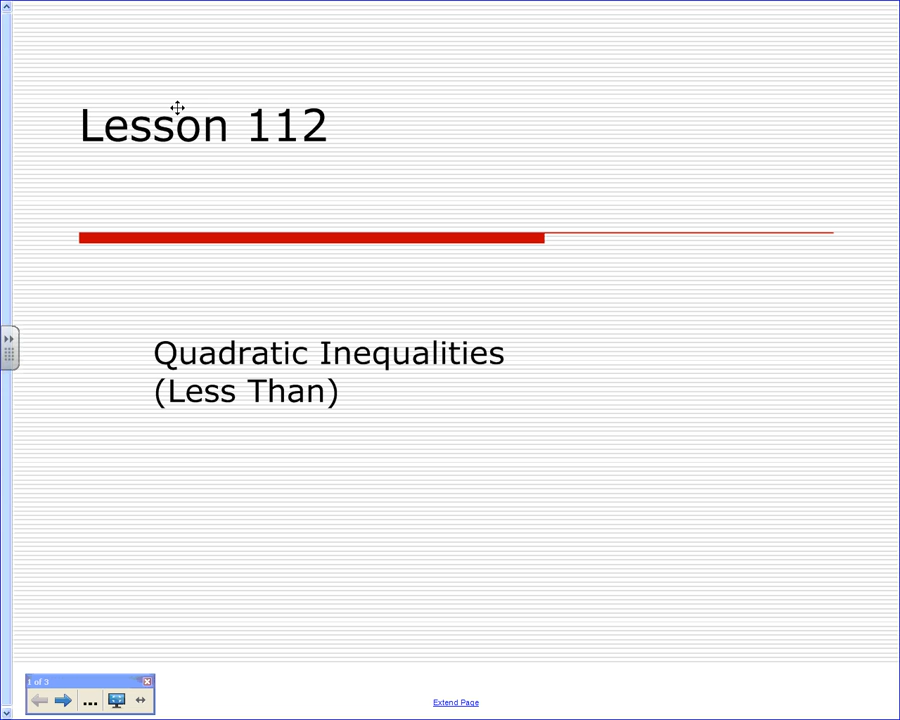 Lesson 112
Quadratic Inequalities
(Less Than)
1 of 3
...
Extend Page